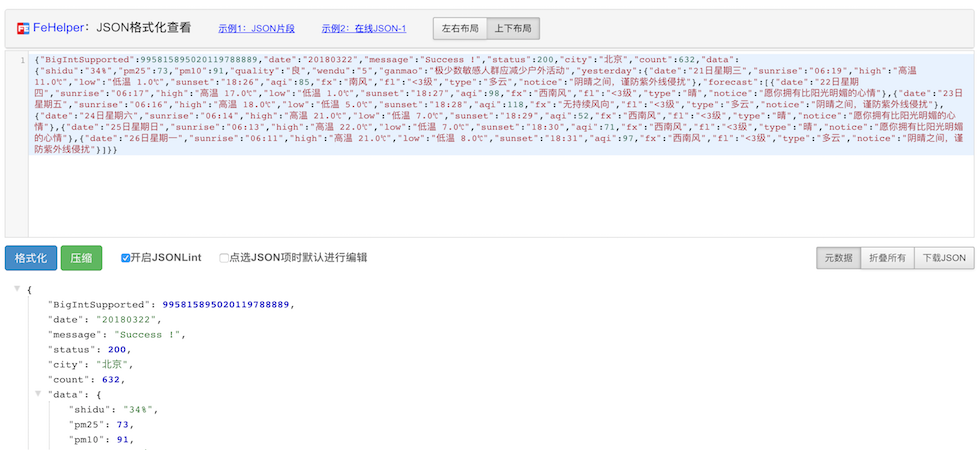 FeHelper：JSON格式化查看 示例1：JSON片段 示例2：在线JSON-1 左右布局 上下布局
1 {"BigIntSupported":995815895020119788889,"date":"20180322","message":"Success !","status":200,"city":"北京","count":632,"data":
{"shidu":"34%","pm25":73,"pm10":91,"quality":"良","wendu":"5","ganmao":"极少数敏感人群应减少户外活动","yesterday":{"date":"21日星期三","sunrise":"06:19","high":"高温
11.0℃","low":"低温 1.0℃","sunset":"18:26","aqi":85,"fx":"南风","fl":"<3级","type":"多云","notice":"阴晴之间，谨防紫外线侵扰"},"forecast":[{"date":"22日星期
四","sunrise":"06:17","high":"高温 17.0℃","low":"低温 1.0℃","sunset":"18:27","aqi":98,"fx":"西南风","fl":"<3级","type":"晴","notice":"愿你拥有比阳光明媚的心情"},{"date":"23日
星期五","sunrise":"06:16","high":"高温 18.0℃","low":"低温 5.0℃","sunset":"18:28","aqi":118,"fx":"无持续风向","fl":"<3级","type":"多云","notice":"阴晴之间，谨防紫外线侵扰"},
{"date":"24日星期六","sunrise":"06:14","high":"高温 21.0℃","low":"低温 7.0℃","sunset":"18:29","aqi":52,"fx":"西南风","fl":"<3级","type":"晴","notice":"愿你拥有比阳光明媚的心
情"},{"date":"25日星期日","sunrise":"06:13","high":"高温 22.0℃","low":"低温 7.0℃","sunset":"18:30","aqi":71,"fx":"西南风","fl":"<3级","type":"晴","notice":"愿你拥有比阳光明媚
的心情"},{"date":"26日星期一","sunrise":"06:11","high":"高温 21.0℃","low":"低温 8.0℃","sunset":"18:31","aqi":97,"fx":"西南风","fl":"<3级","type":"多云","notice":"阴晴之间，谨
防紫外线侵扰"}]}}
格式化 压缩 开启JSONLint 点选JSON项时默认进行编辑 元数据 折叠所有 下载JSON
{
"BigIntSupported": 995815895020119788889,
"date": "20180322",
"message": "Success !",
"status": 200,
"city": "北京",
"count": 632,
"data": {
"shidu": "34%",
"pm25": 73,
"pm10": 91,